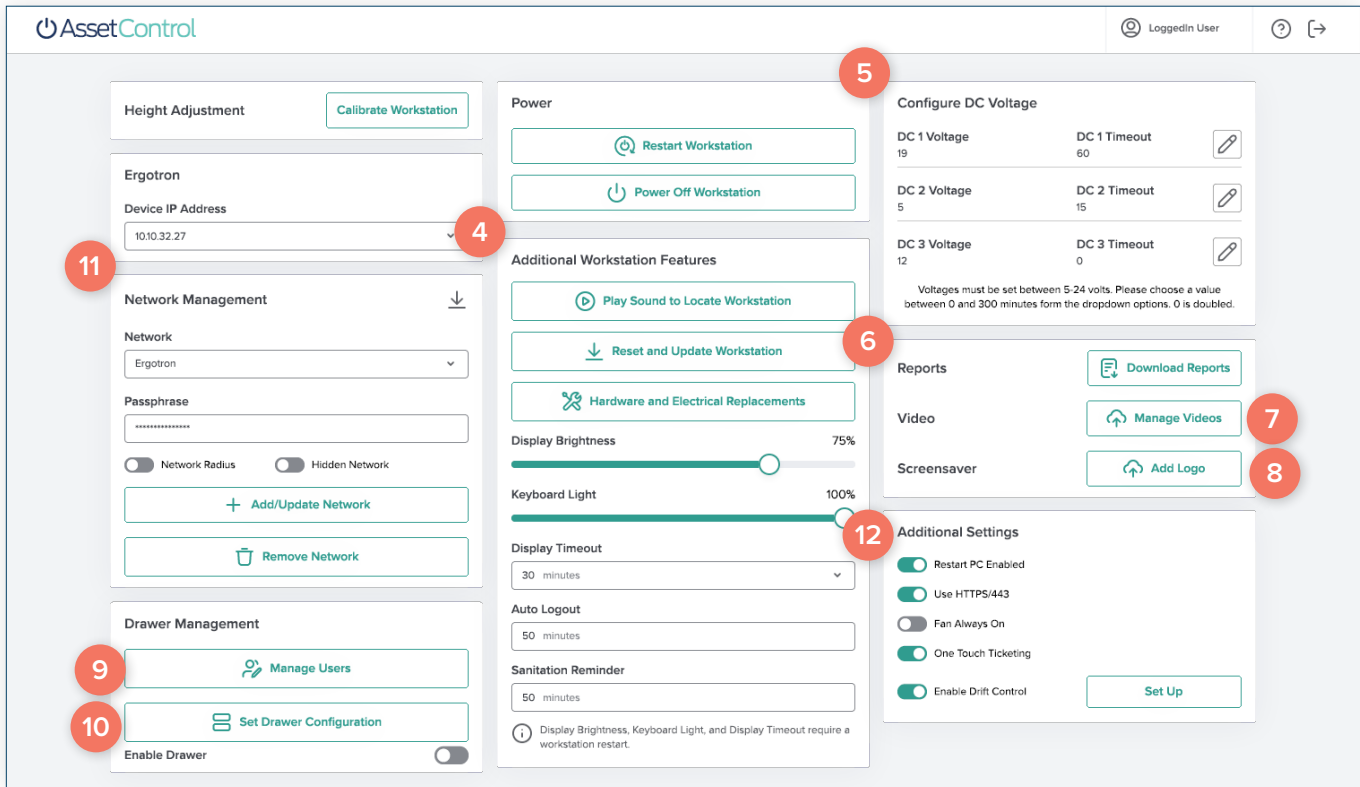 AssetControl
LoggedIn User
Height Adjustment
Calibrate Workstation
Ergotron
Device IP Address
10.10.32.27
4
11
Network Management
Network
Ergotron
Passphrase
***************
Network Radius
Hidden Network
Add/Update Network
Remove Network
Drawer Management
9
Manage Users
10
Set Drawer Configuration
Enable Drawer
Power
Restart Workstation
Power Off Workstation
Additional Workstation Features
Play Sound to Locate Workstation
Reset and Update Workstation
Hardware and Electrical Replacements
Display Brightness 75%
Keyboard Light 100%
Display Timeout
30 minutes
Auto Logout
50 minutes
Sanitation Reminder
50 minutes
Display Brightness, Keyboard Light, and Display Timeout require a
workstation restart.
5
Configure DC Voltage
DC 1 Voltage DC 1 Timeout
19 60
DC 2 Voltage DC 2 Timeout
5 15
DC 3 Voltage DC 3 Timeout
12 0
Voltages must be set between 5-24 volts. Please choose a value
between 0 and 300 minutes form the dropdown options. 0 is doubled.
6
Reports Download Reports
Video Manage Videos
7
Screensaver Add Logo
8
12
Additional Settings
Restart PC Enabled
Use HTTPS/443
Fan Always On
One Touch Ticketing
Enable Drift Control
Set Up